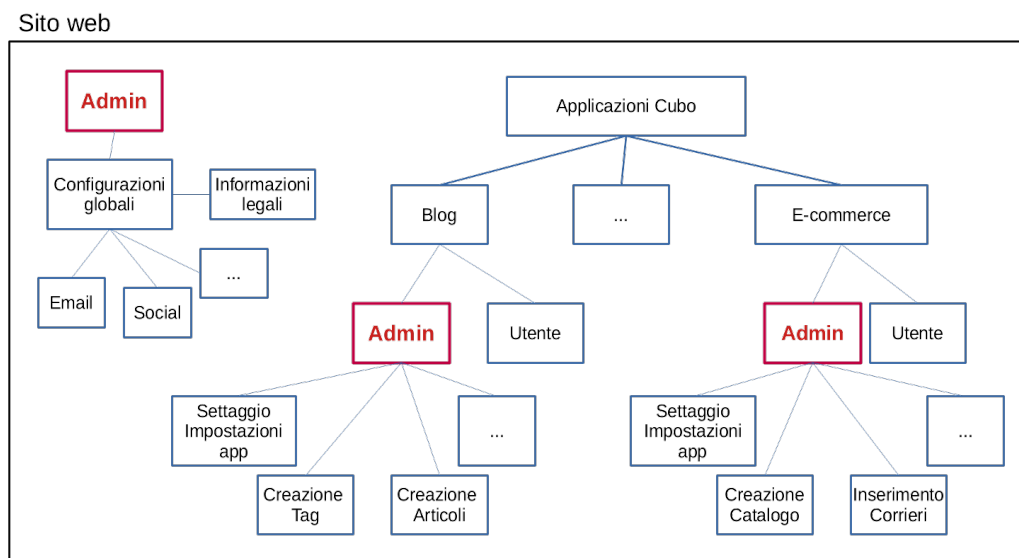 Sito web
Admin
Configurazioni
globali
Informazioni
legali
Email
Social
...
Applicazioni Cubo
Blog
...
E-commerce
Admin
Utente
Settaggio
Impostazioni
app
Creazione
Tag
Creazione
Articoli
...
Admin
Utente
Settaggio
Impostazioni
app
Creazione
Catalogo
Inserimento
Corrieri
...